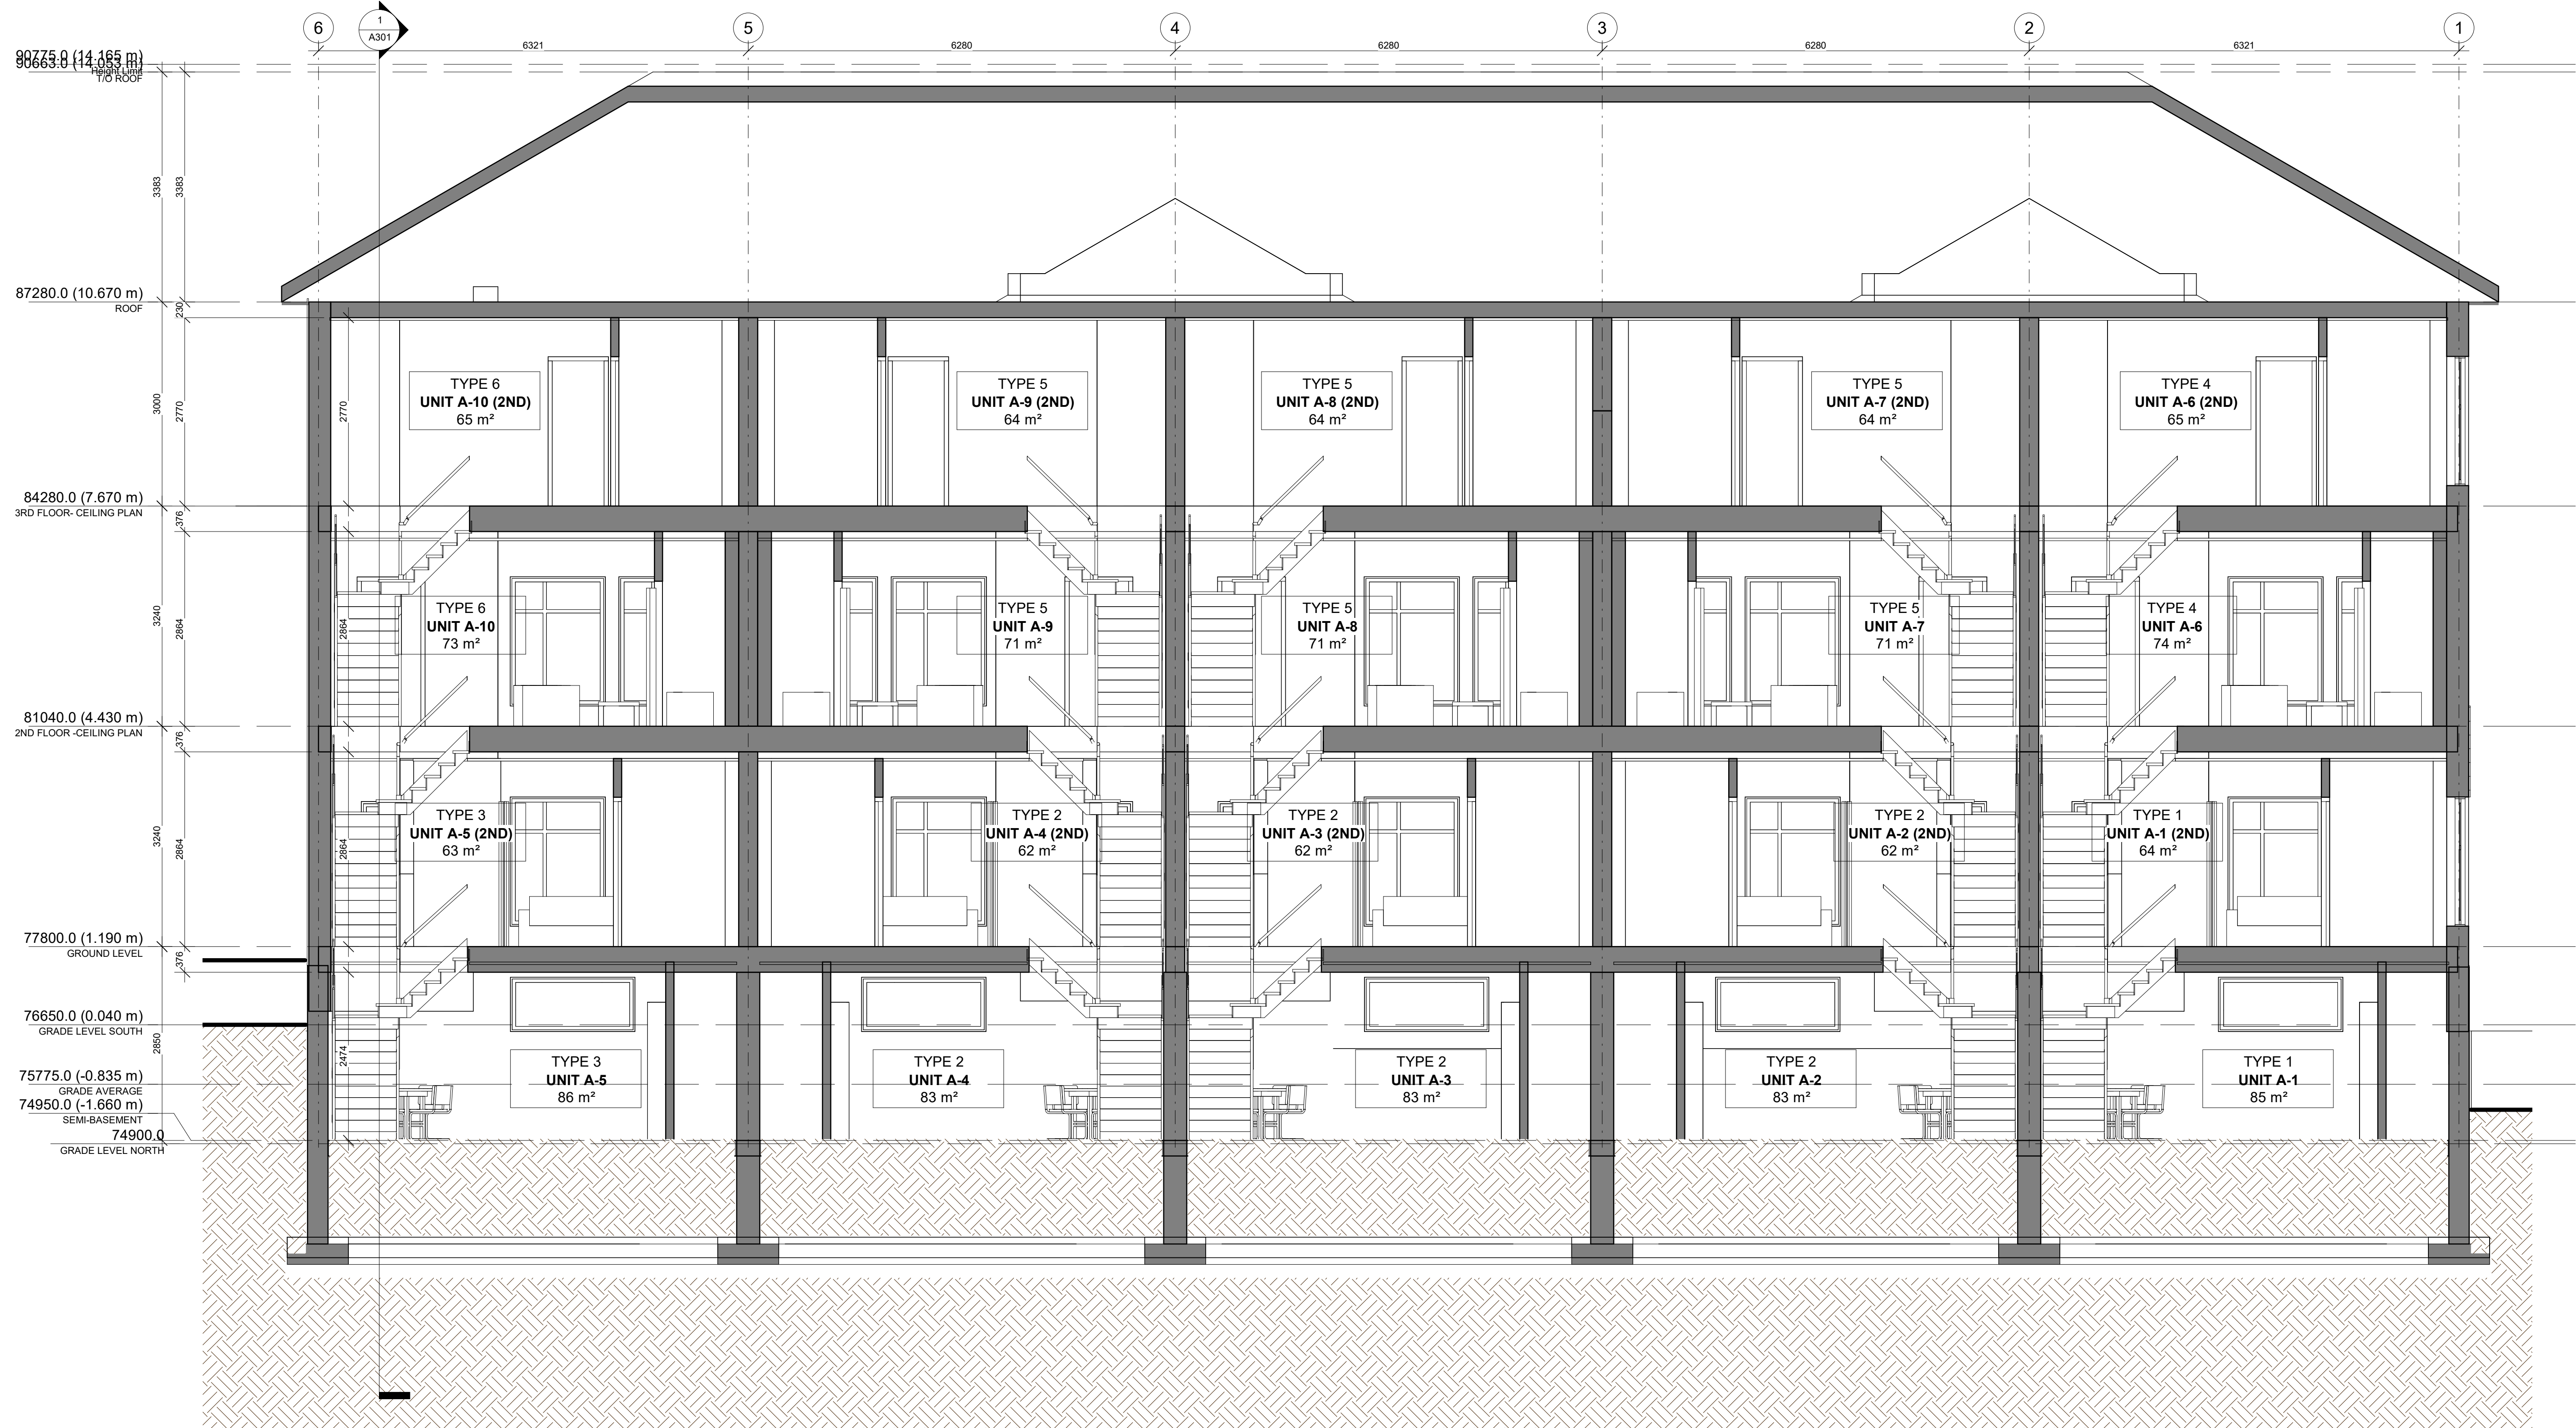 6
1
A301
5
4
3
2
1
6321
6280
6280
6280
6321
90775.0 (14.165 m)
90663.0 (14.053 m)
Height Limit
T/O ROOF
3383
3383
87280.0 (10.670 m)
ROOF
230
3000
2770
2770
TYPE 6
UNIT A-10 (2ND)
65 m²
TYPE 5
UNIT A-9 (2ND)
64 m²
TYPE 5
UNIT A-8 (2ND)
64 m²
TYPE 5
UNIT A-7 (2ND)
64 m²
TYPE 4
UNIT A-6 (2ND)
65 m²
84280.0 (7.670 m)
3RD FLOOR- CEILING PLAN
376
3240
2864
2864
TYPE 6
UNIT A-10
73 m²
TYPE 5
UNIT A-9
71 m²
TYPE 5
UNIT A-8
71 m²
TYPE 5
UNIT A-7
71 m²
TYPE 4
UNIT A-6
74 m²
81040.0 (4.430 m)
2ND FLOOR -CEILING PLAN
376
3240
2864
2864
TYPE 3
UNIT A-5 (2ND)
63 m²
TYPE 2
UNIT A-4 (2ND)
62 m²
TYPE 2
UNIT A-3 (2ND)
62 m²
TYPE 2
UNIT A-2 (2ND)
62 m²
TYPE 1
UNIT A-1 (2ND)
64 m²
77800.0 (1.190 m)
GROUND LEVEL
376
76650.0 (0.040 m)
GRADE LEVEL SOUTH
2850
2474
TYPE 3
UNIT A-5
86 m²
TYPE 2
UNIT A-4
83 m²
TYPE 2
UNIT A-3
83 m²
TYPE 2
UNIT A-2
83 m²
TYPE 1
UNIT A-1
85 m²
75775.0 (-0.835 m)
GRADE AVERAGE
74950.0 (-1.660 m)
SEMI-BASEMENT
74900.0
GRADE LEVEL NORTH